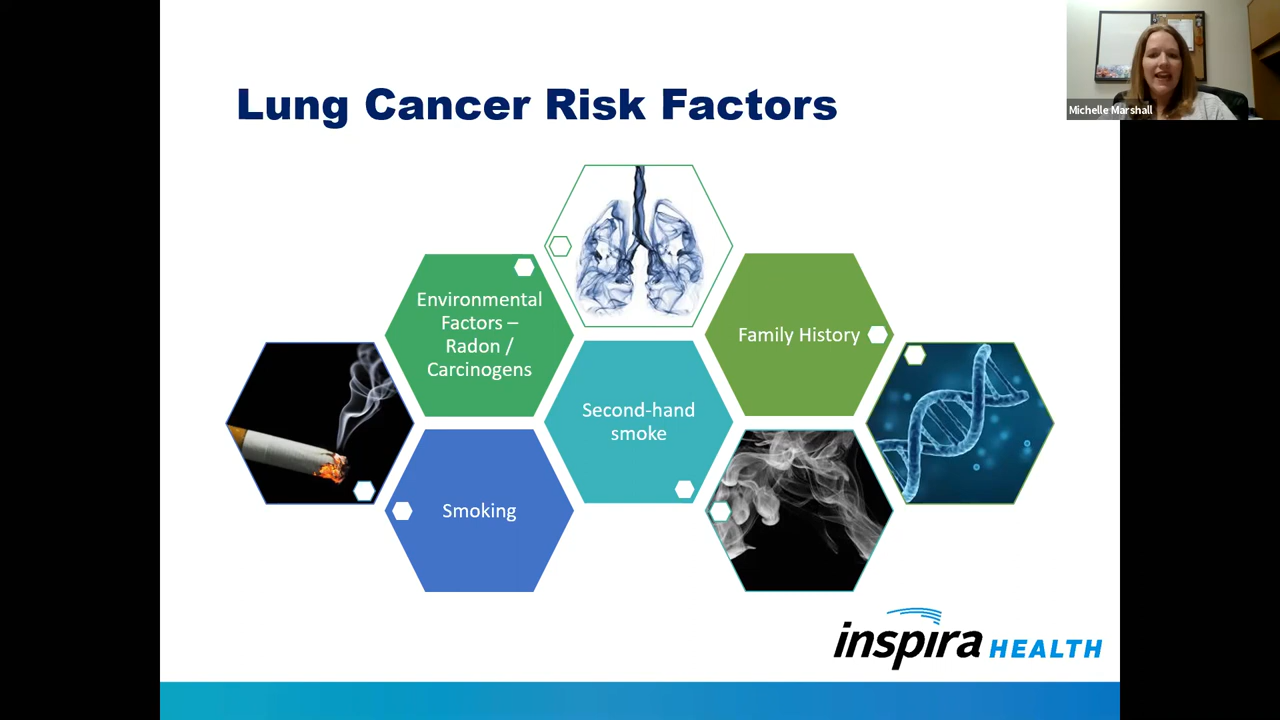 Lung Cancer Risk Factors
Michelle Marshall
Environmental
Factors –
Radon /
Carcinogens
Family History
Second-hand
smoke
Smoking
inspira HEALTH